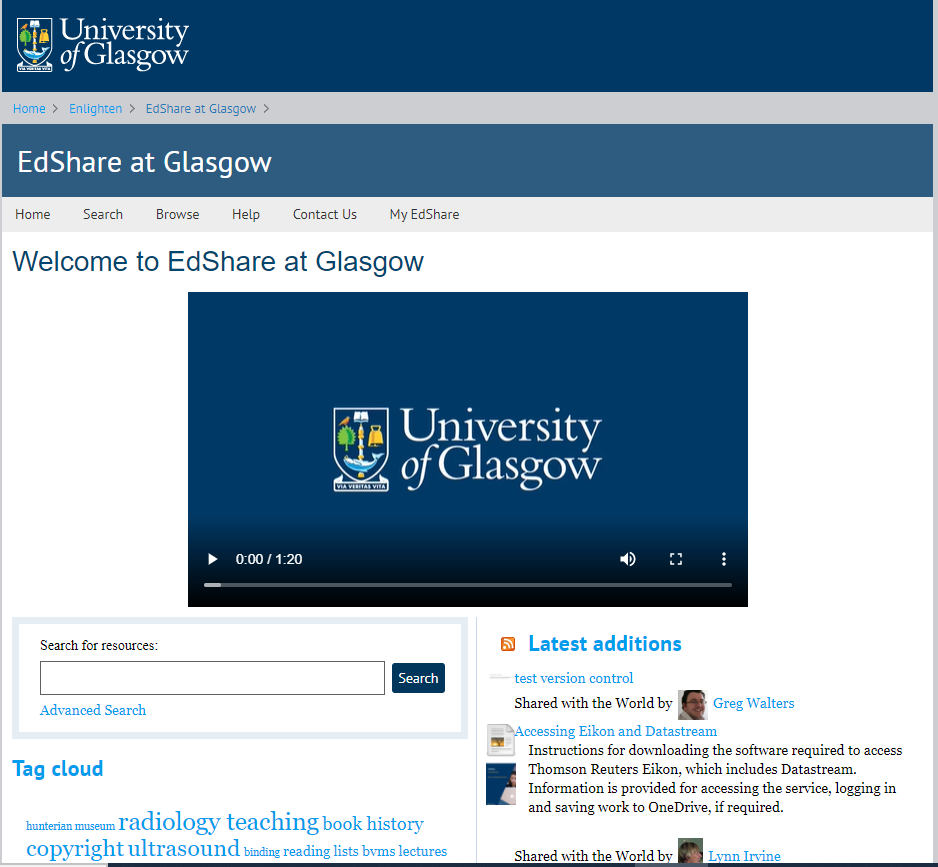 University
of Glasgow
Home > Enlighten > EdShare at Glasgow >
EdShare at Glasgow
Home Search Browse Help Contact Us My EdShare
Welcome to EdShare at Glasgow
University
of Glasgow
VIA VERITAS VITA
0:00 / 1:20
Search for resources:
Search
Advanced Search
Tag cloud
hunterian museum radiology teaching book history
copyright ultrasound binding reading lists bvms lectures
Latest additions
test version control
Shared with the World by Greg Walters
Accessing Eikon and Datastream
Instructions for downloading the software required to access
Thomson Reuters Eikon, which includes Datastream.
Information is provided for accessing the service, logging in
and saving work to OneDrive, if required.
Shared with the World by Lynn Irvine